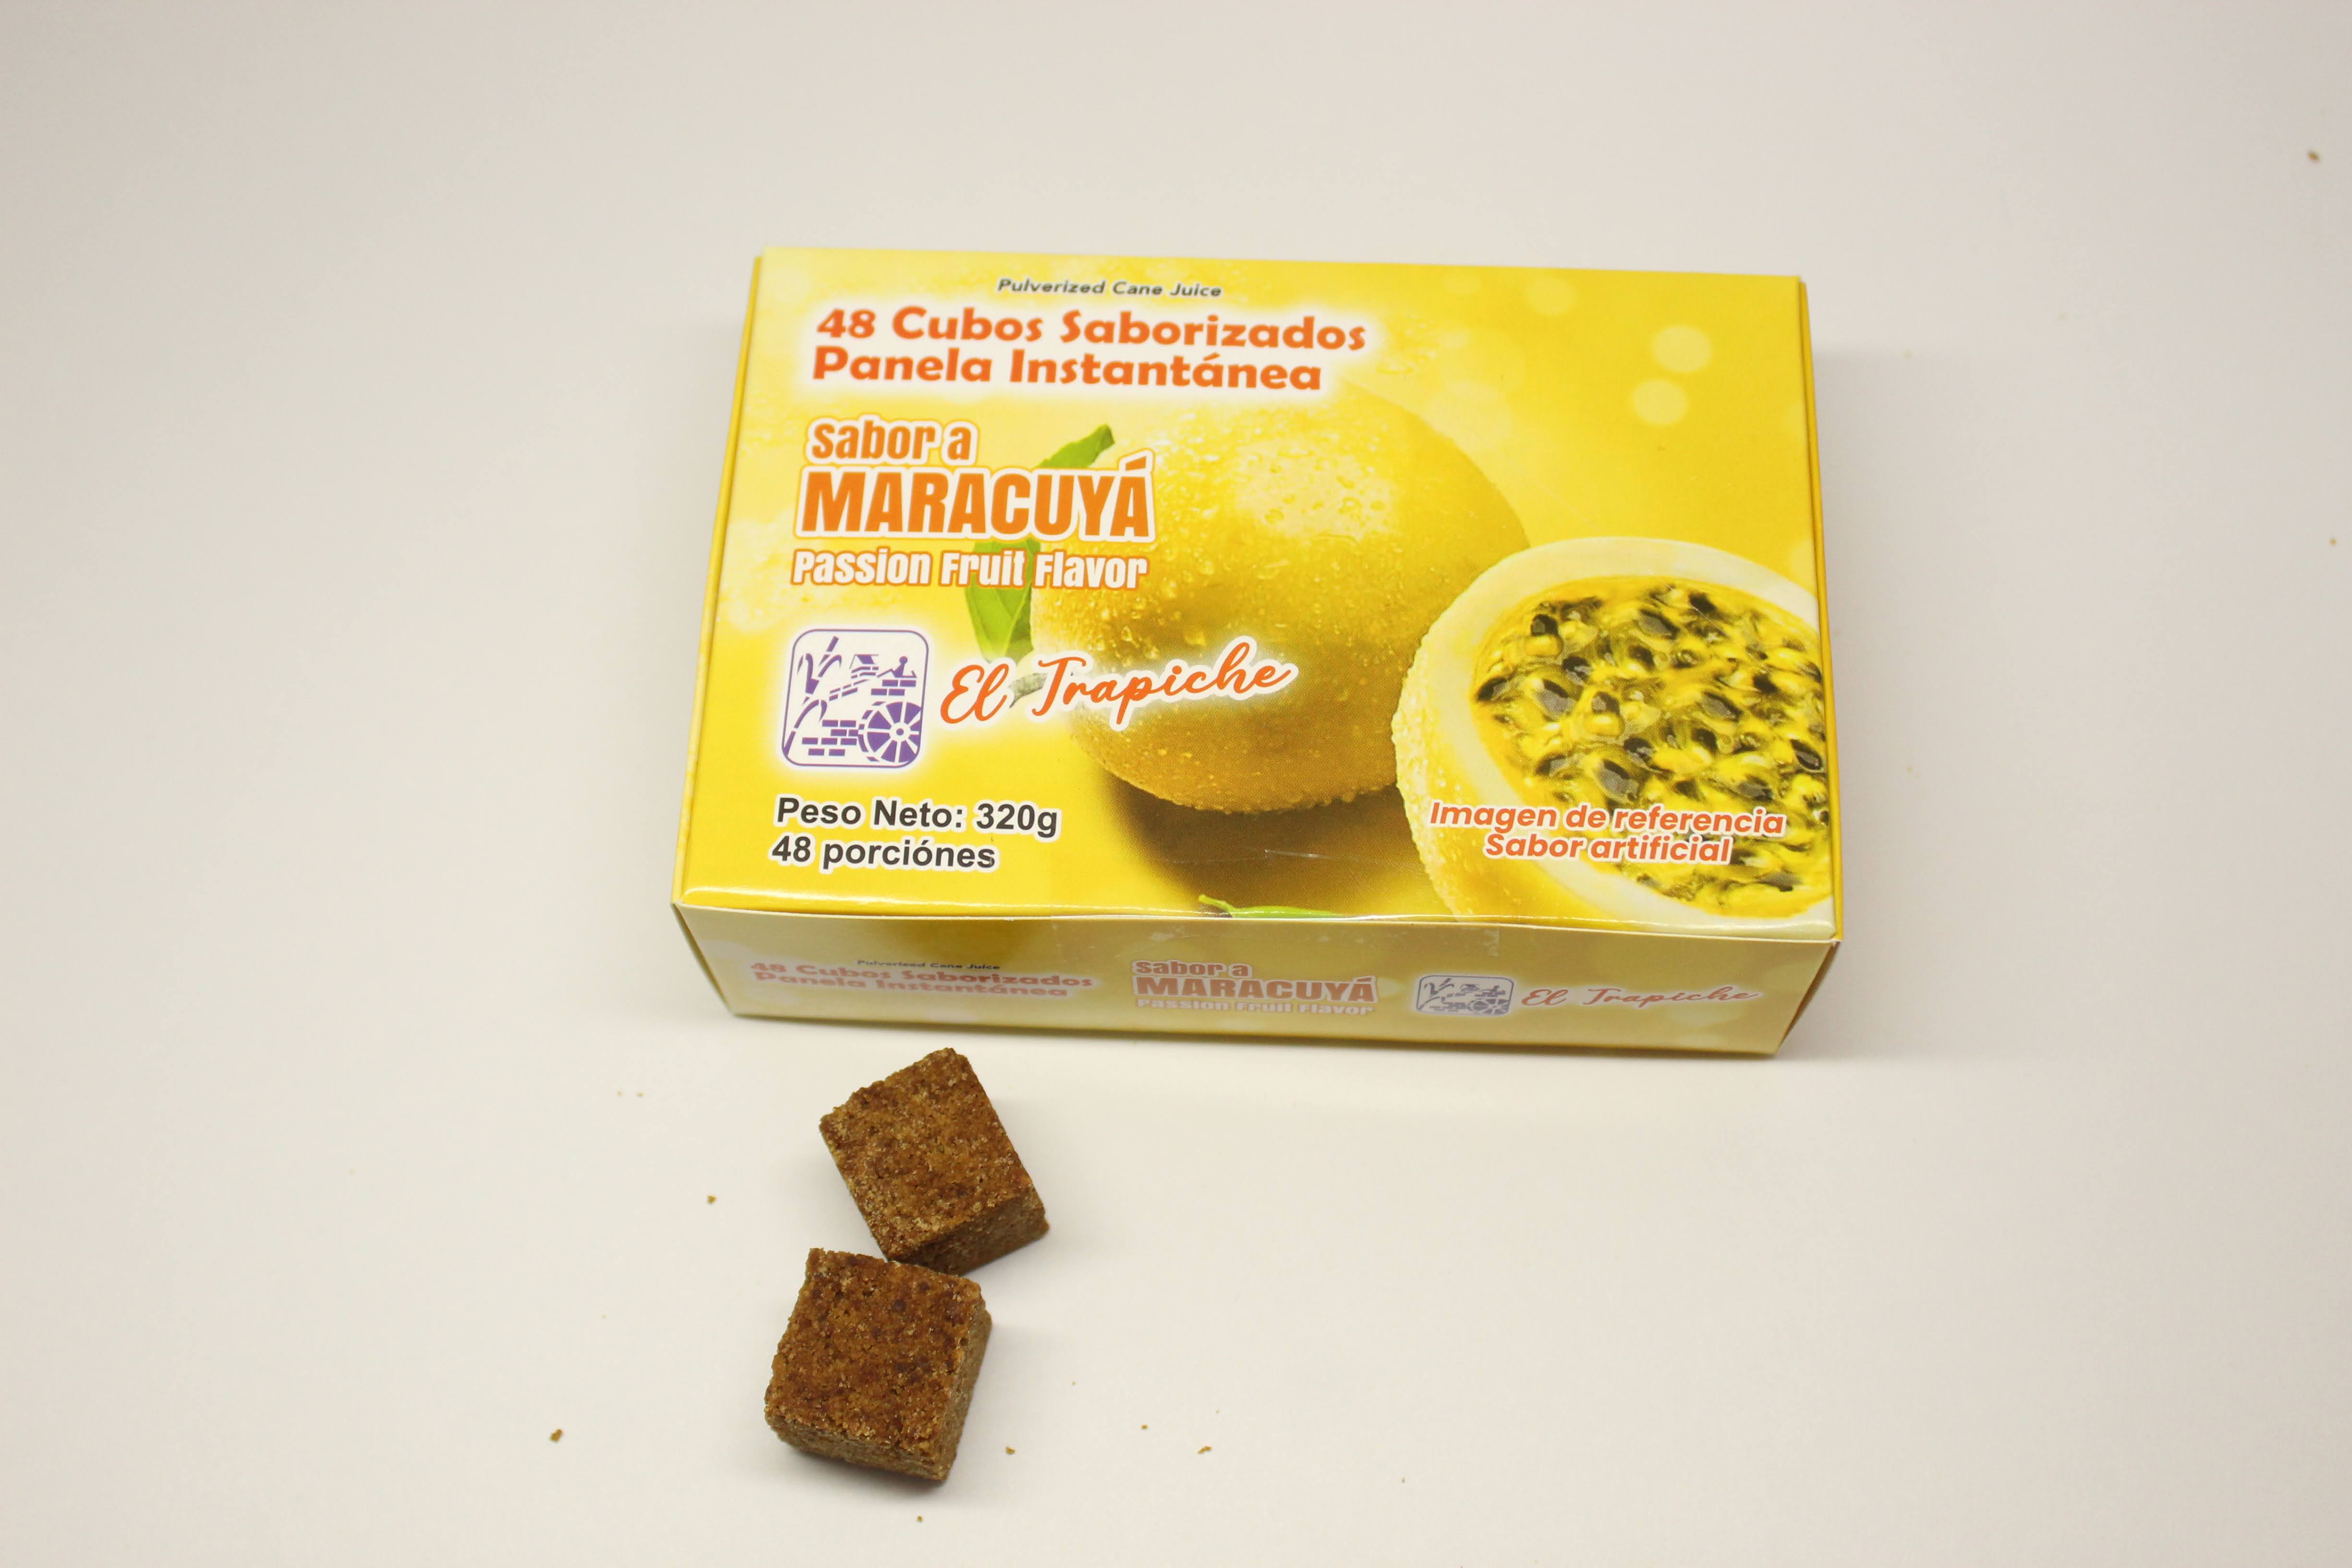 Pulverized Cane Juice
48 Cubos Saborizados
Panela Instantánea
sabor a
MARACUYÁ
Passion Fruit Flavor
El Trapiche
Peso Neto: 320g
48 porciónes
Imagen de referencia
Sabor artificial
Pulverized Cane Juice
48 Cubos Saborizados
Panela Instantánea
sabor a
MARACUYÁ
Passion Fruit Flavor
El Trapiche